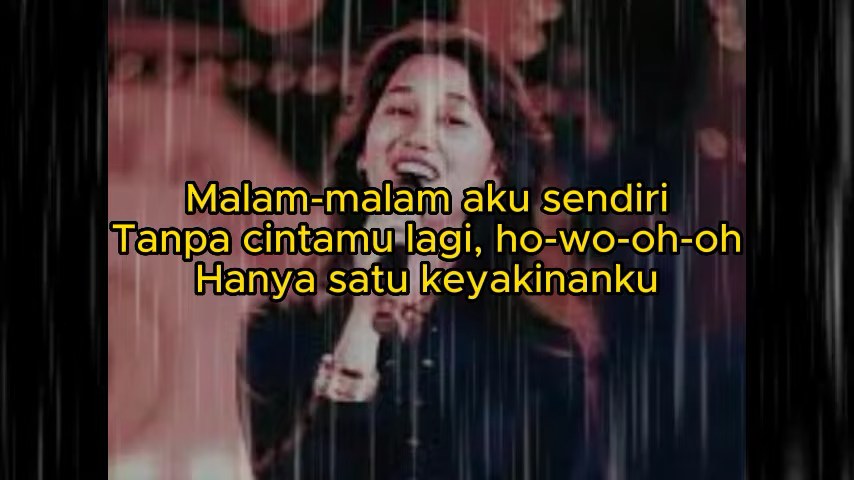 Malam-malam aku sendiri
Tanpa cintamu lagi, ho-wo-oh-oh
Hanya satu keyakinanku